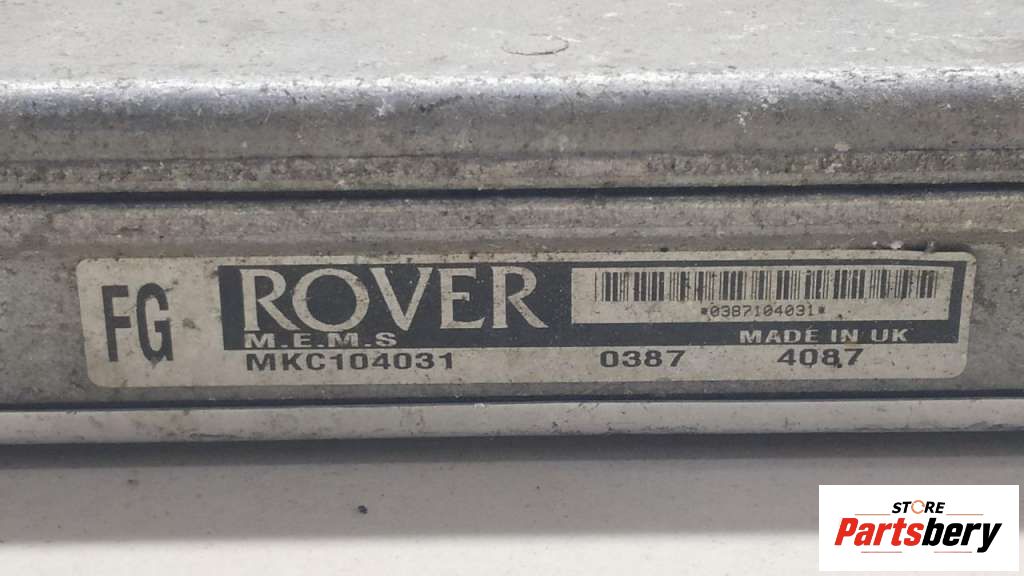 FG
ROVER
*0387104031*
M.E.M.S
MADE IN UK
MKC104031 0387 4087
STORE
Partsbery